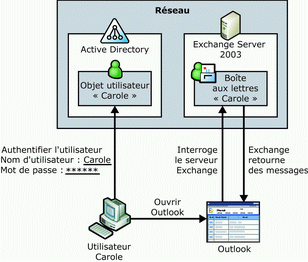 Réseau
Active Directory
Exchange Server
2003
Objet utilisateur
« Carole »
Boîte
aux lettres
« Carole »
Authentifier l'utilisateur
Nom d'utilisateur : Carole
Mot de passe : ******
Interroge
le serveur
Exchange
Exchange
retourne
des messages
Ouvrir
Outlook
Utilisateur
Carole
Outlook